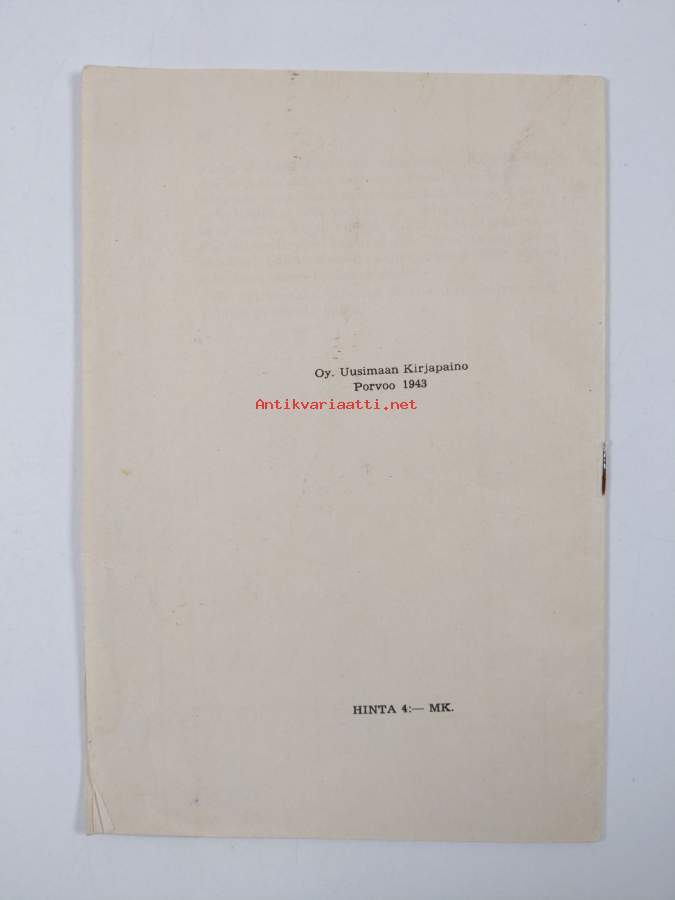 Oy. Uusimaan Kirjapaino
Porvoo 1943
Antikvariaatti.net
HINTA 4:— MK.